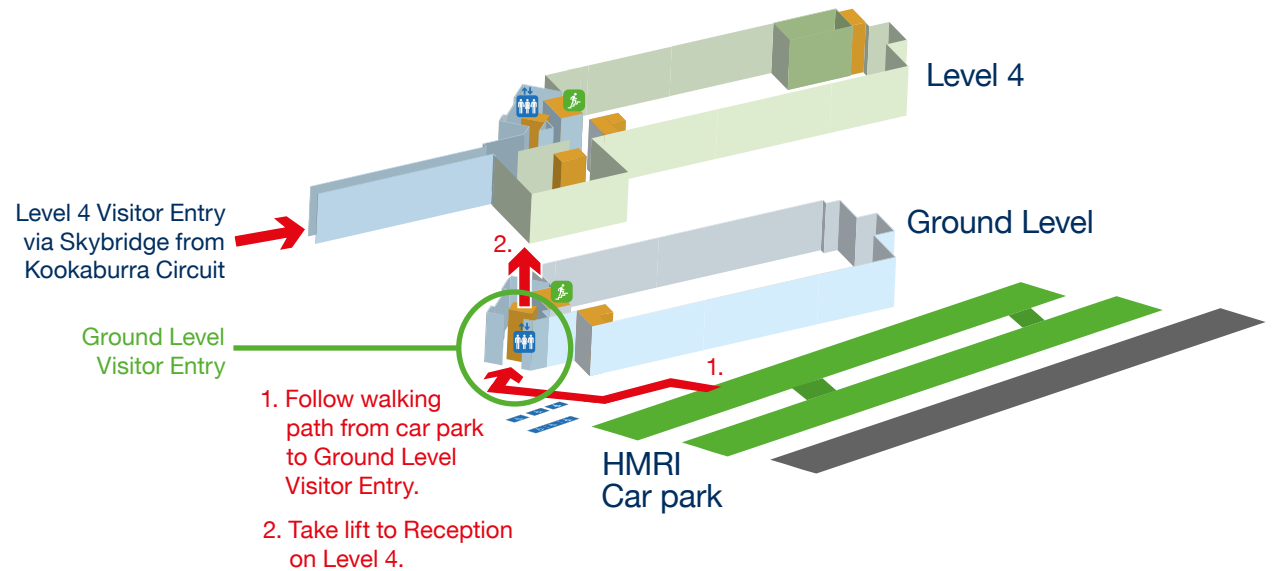 Level 4
Level 4 Visitor Entry
via Skybridge from
Kookaburra Circuit
Ground Level
2.
Ground Level
Visitor Entry
1.
1. Follow walking
path from car park
to Ground Level
Visitor Entry.
2. Take lift to Reception
on Level 4.
HMRI
Car park